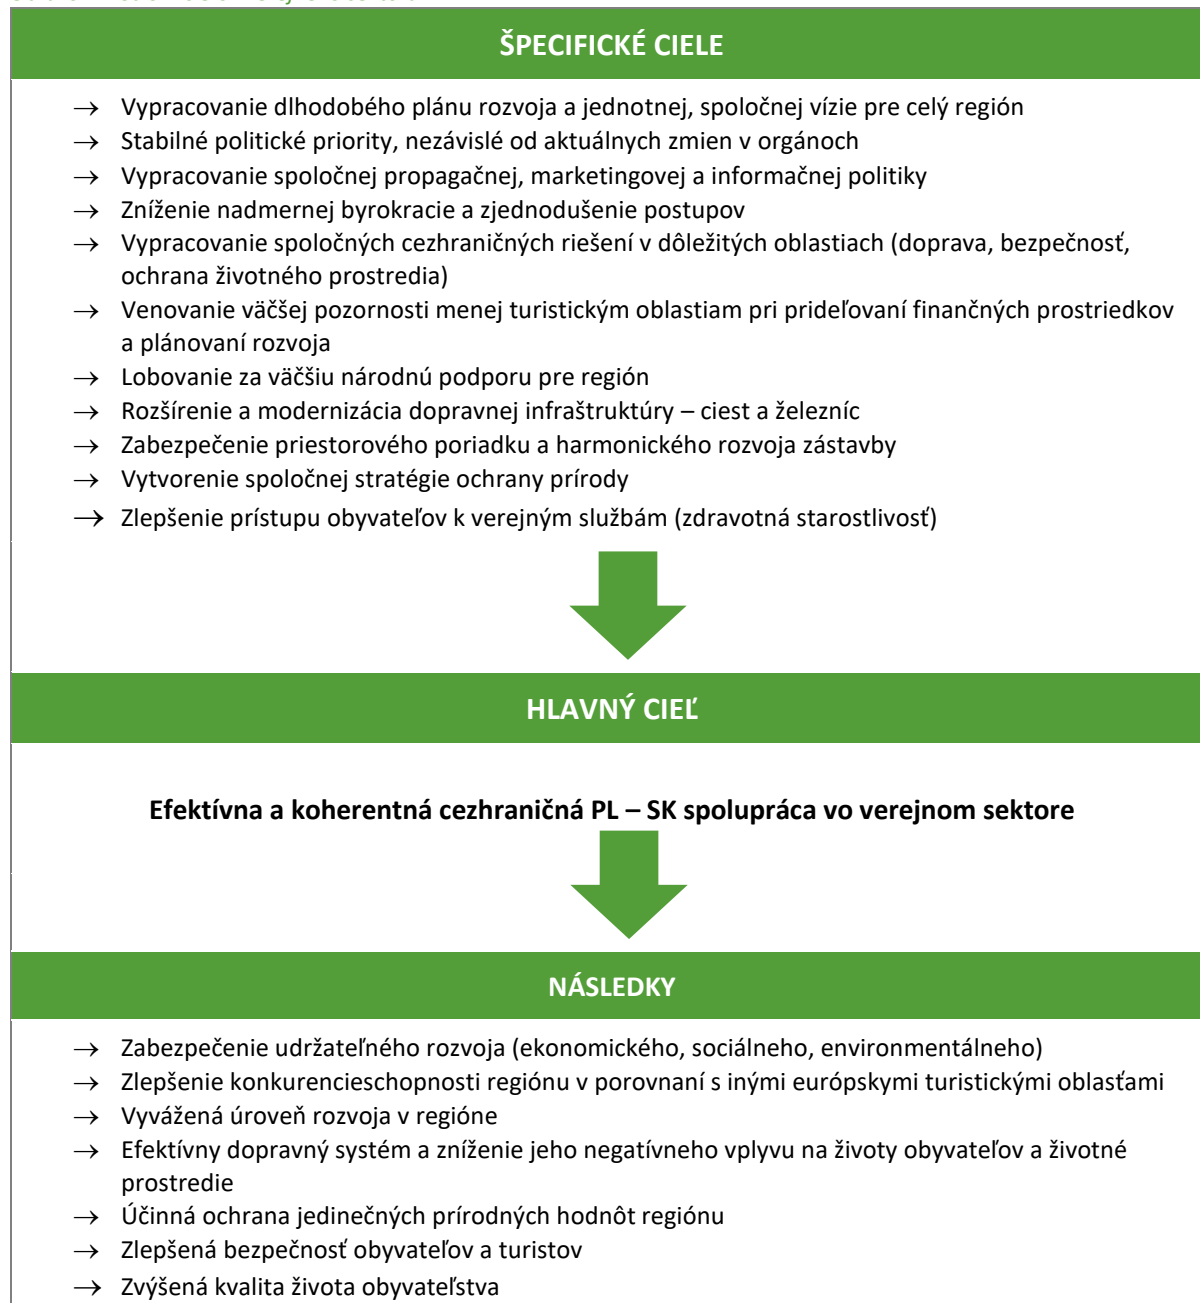 ŠPECIFICKÉ CIELE
→ Vypracovanie dlhodobého plánu rozvoja a jednotnej, spoločnej vízie pre celý región
→ Stabilné politické priority, nezávislé od aktuálnych zmien v orgánoch
→ Vypracovanie spoločnej propagačnej, marketingovej a informačnej politiky
→ Zníženie nadmernej byrokracie a zjednodušenie postupov
→ Vypracovanie spoločných cezhraničných riešení v dôležitých oblastiach (doprava, bezpečnosť,
ochrana životného prostredia)
→ Venovanie väčšej pozornosti menej turistickým oblastiam pri prideľovaní finančných prostriedkov
a plánovaní rozvoja
→ Lobovanie za väčšiu národnú podporu pre región
→ Rozšírenie a modernizácia dopravnej infraštruktúry – ciest a železníc
→ Zabezpečenie priestorového poriadku a harmonického rozvoja zástavby
→ Vytvorenie spoločnej stratégie ochrany prírody
→ Zlepšenie prístupu obyvateľov k verejným službám (zdravotná starostlivosť)
HLAVNÝ CIEĽ
Efektívna a koherentná cezhraničná PL – SK spolupráca vo verejnom sektore
NÁSLEDKY
→ Zabezpečenie udržateľného rozvoja (ekonomického, sociálneho, environmentálneho)
→ Zlepšenie konkurencieschopnosti regiónu v porovnaní s inými európskymi turistickými oblasťami
→ Vyvážená úroveň rozvoja v regióne
→ Efektívny dopravný systém a zníženie jeho negatívneho vplyvu na životy obyvateľov a životné
prostredie
→ Účinná ochrana jedinečných prírodných hodnôt regiónu
→ Zlepšená bezpečnosť obyvateľov a turistov
→ Zvýšená kvalita života obyvateľstva